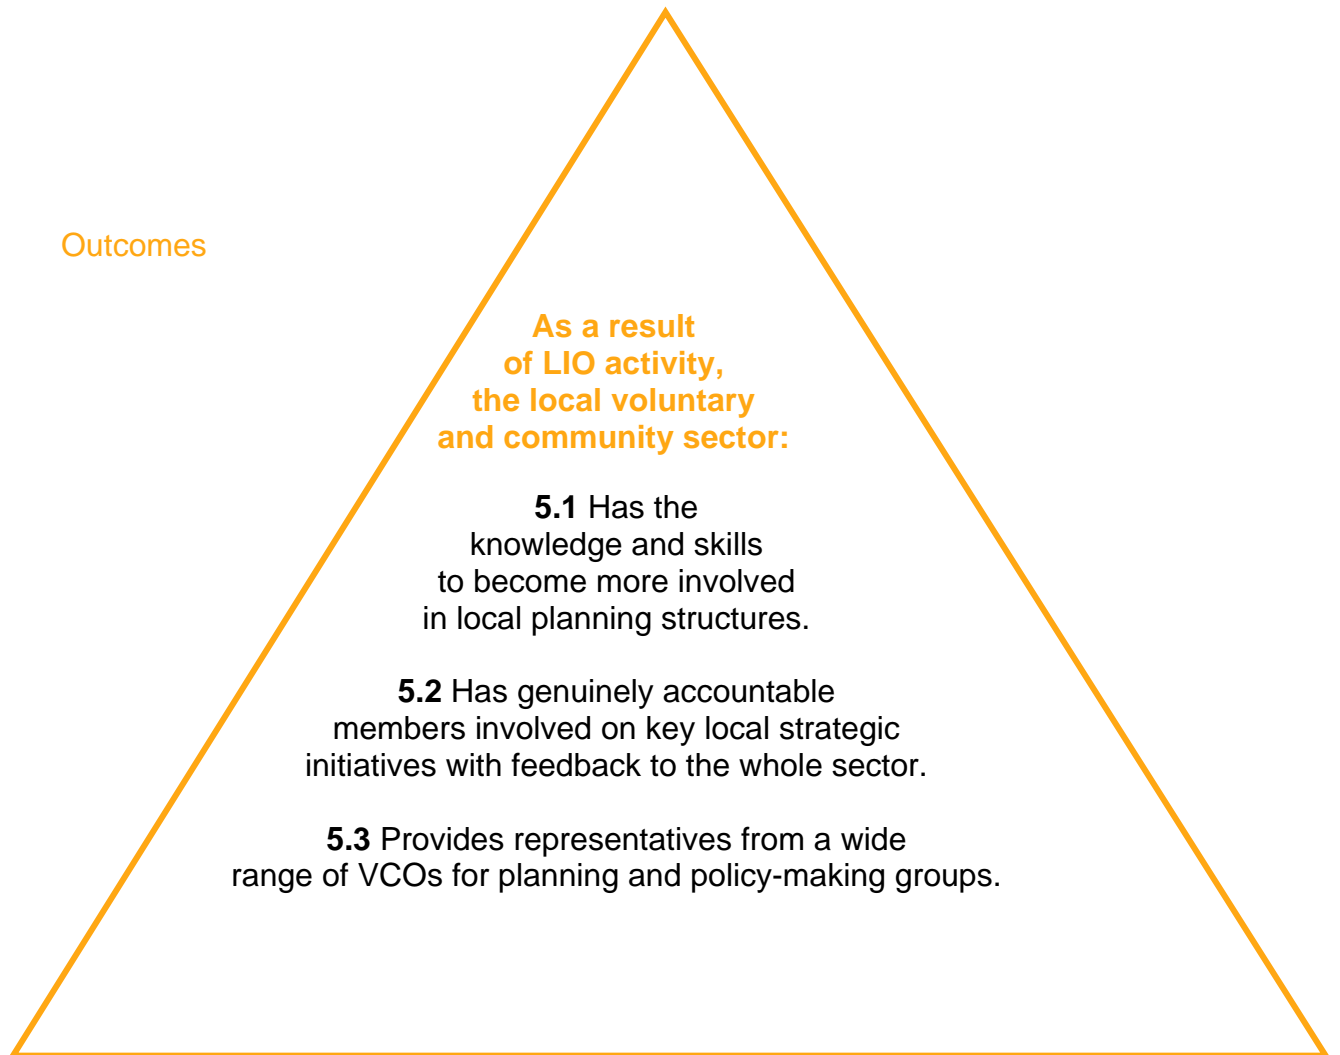 Outcomes
As a result
of LIO activity,
the local voluntary
and community sector:
5.1 Has the
knowledge and skills
to become more involved
in local planning structures.
5.2 Has genuinely accountable
members involved on key local strategic
initiatives with feedback to the whole sector.
5.3 Provides representatives from a wide
range of VCOs for planning and policy-making groups.